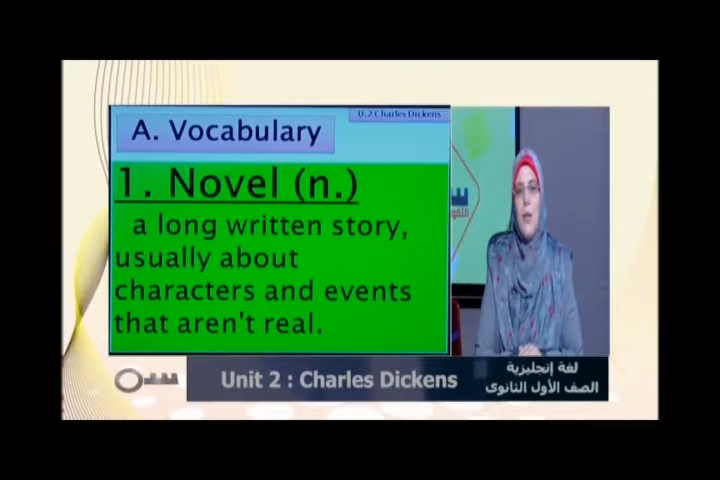 U.2 Charles Dickens
A. Vocabulary
1. Novel (n.)
a long written story,
usually about
characters and events
that aren't real.
Unit 2 : Charles Dickens
لغة إنجليزية
الصف الأول الثانوى